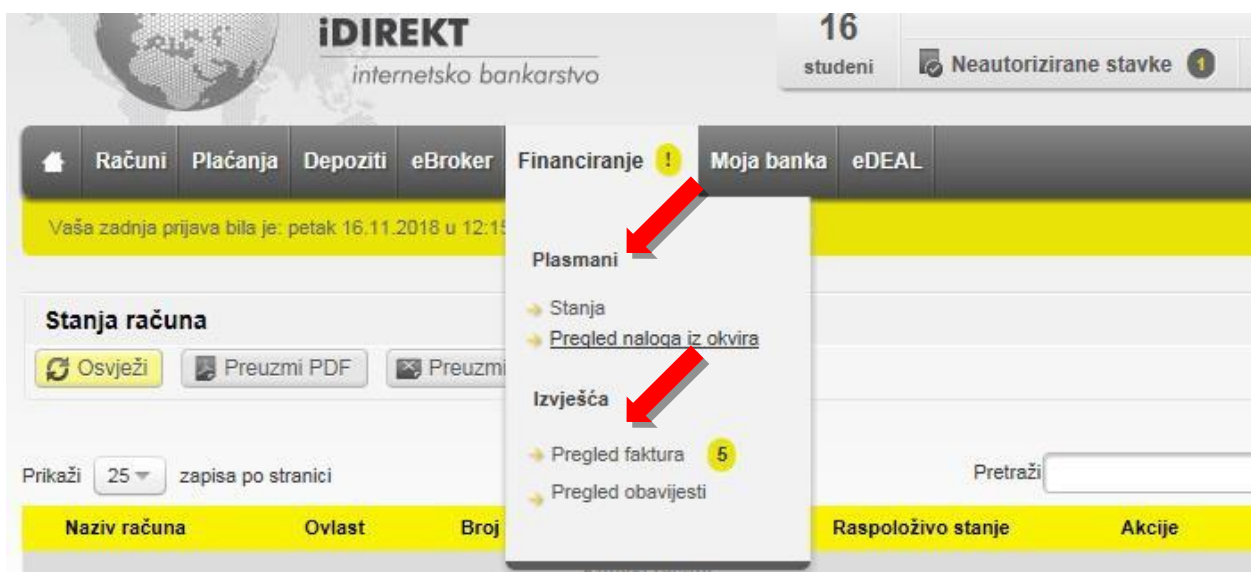 iDIREKT
internetsko bankarstvo
16
studeni
Neautorizirane stavke 1
Računi Plaćanja Depoziti eBroker Financiranje ! Moja banka eDEAL
Vaša zadnja prijava bila je: petak 16.11.2018 u 12:15
Plasmani
Stanja
Pregled naloga iz okvira
Izvješća
Pregled faktura 5
Pregled obavijesti
Stanja računa
Osvježi Preuzmi PDF Preuzmi
Prikaži 25 zapisa po stranici
Pretraži
Naziv računa Ovlast Broj Raspoloživo stanje Akcije